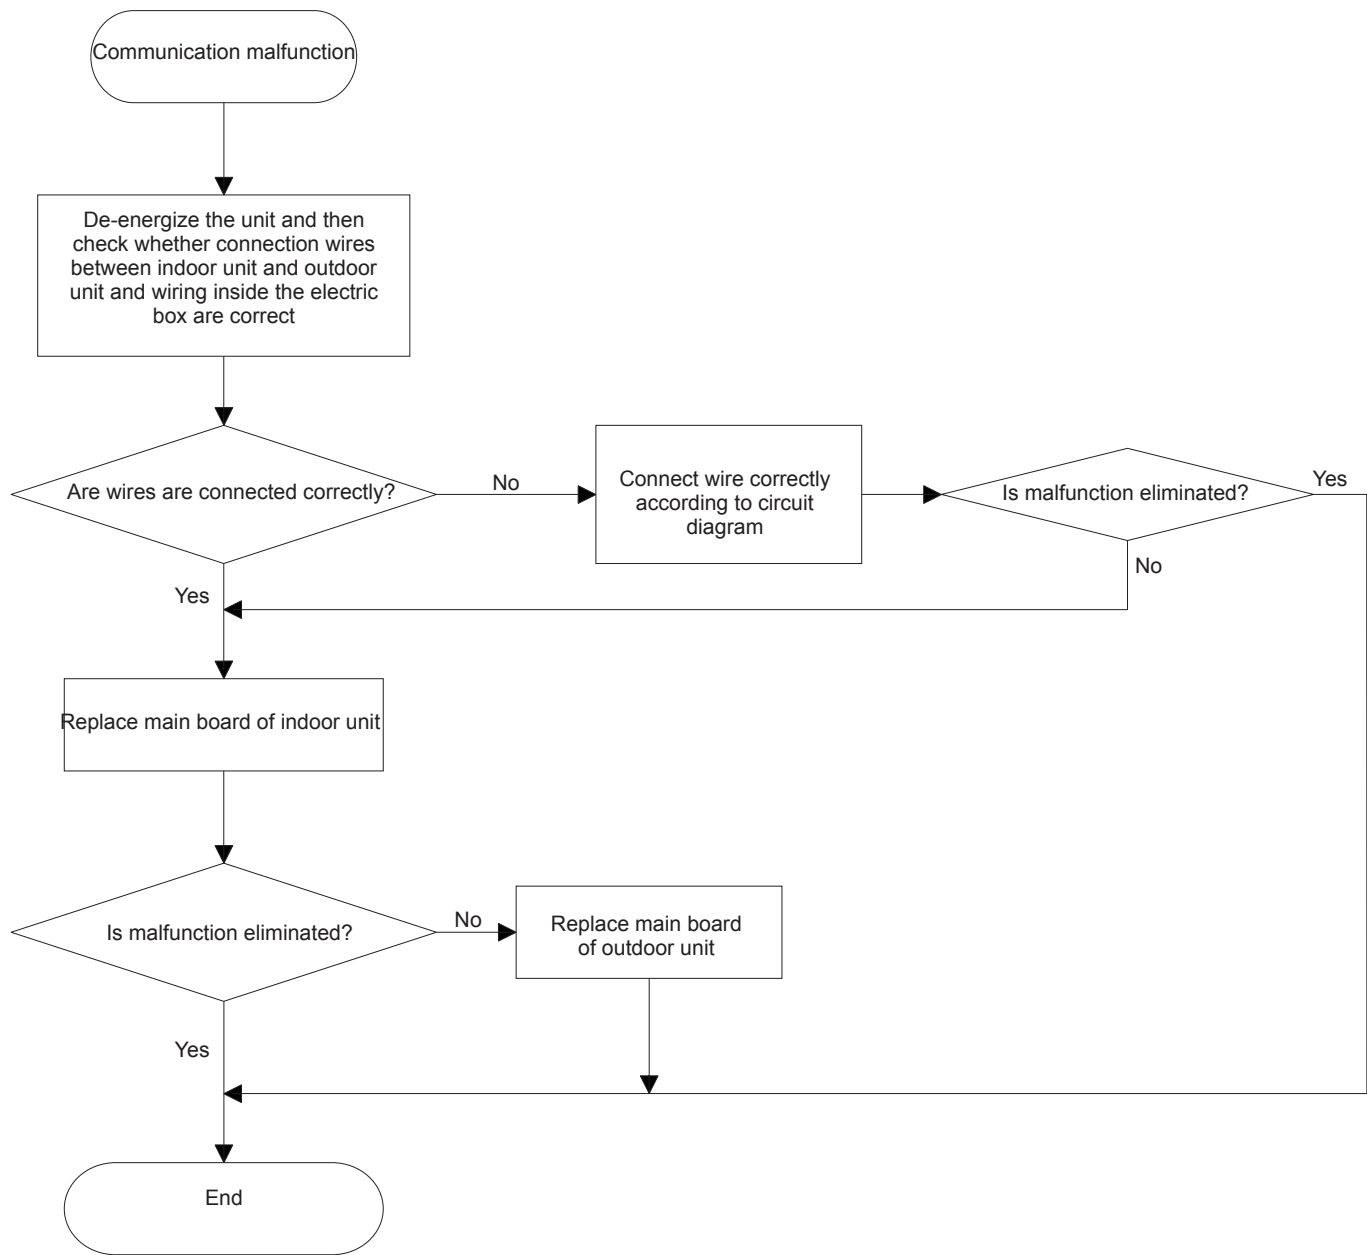 Communication malfunction
De-energize the unit and then
check whether connection wires
between indoor unit and outdoor
unit and wiring inside the electric
box are correct
Are wires are connected correctly?
No
Connect wire correctly
according to circuit
diagram
Is malfunction eliminated?
Yes
No
Yes
Replace main board of indoor unit
Is malfunction eliminated?
No
Replace main board
of outdoor unit
Yes
End